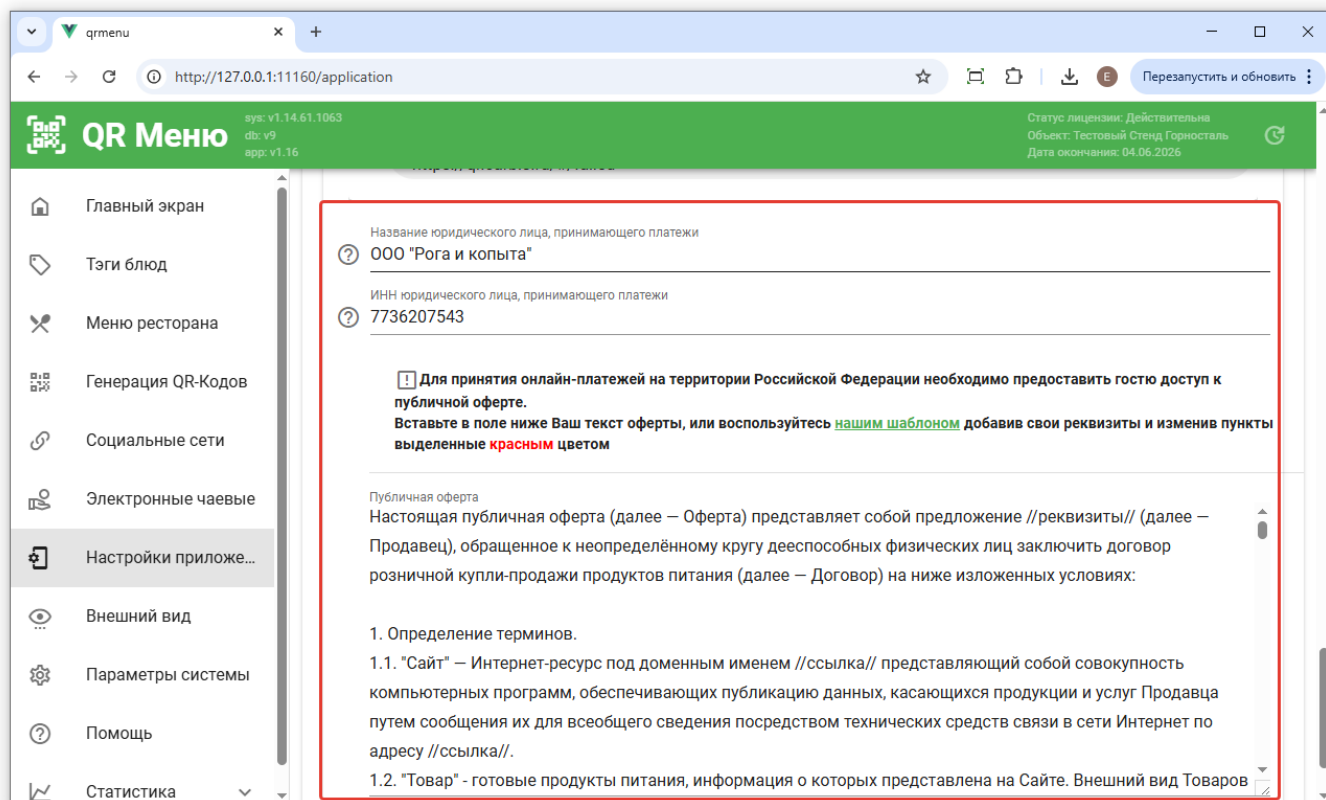 qrmenu
http://127.0.0.1:11160/application
E
Перезапустить и обновить
QR Меню
sys: v1.14.61.1063
db: v9
app: v1.16
Статус лицензии: Действительна
Объект: Тестовый Стенд Горносталь
Дата окончания: 04.06.2026
Главный экран
Тэги блюд
Меню ресторана
Генерация QR-Кодов
Социальные сети
Электронные чаевые
Настройки приложе...
Внешний вид
Параметры системы
Помощь
Статистика
Название юридического лица, принимающего платежи
ООО "Рога и копыта"
ИНН юридического лица, принимающего платежи
7736207543
Для принятия онлайн-платежей на территории Российской Федерации необходимо предоставить гостю доступ к
публичной оферте.
Вставьте в поле ниже Ваш текст оферты, или воспользуйтесь нашим шаблоном добавив свои реквизиты и изменив пункты
выделенные красным цветом
Публичная оферта
Настоящая публичная оферта (далее — Оферта) представляет собой предложение //реквизиты// (далее —
Продавец), обращенное к неопределённому кругу дееспособных физических лиц заключить договор
розничной купли-продажи продуктов питания (далее — Договор) на ниже изложенных условиях:
1. Определение терминов.
1.1. "Сайт" — Интернет-ресурс под доменным именем //ссылка// представляющий собой совокупность
компьютерных программ, обеспечивающих публикацию данных, касающихся продукции и услуг Продавца
путем сообщения их для всеобщего сведения посредством технических средств связи в сети Интернет по
адресу //ссылка//.
1.2. "Товар" - готовые продукты питания, информация о которых представлена на Сайте. Внешний вид Товаров